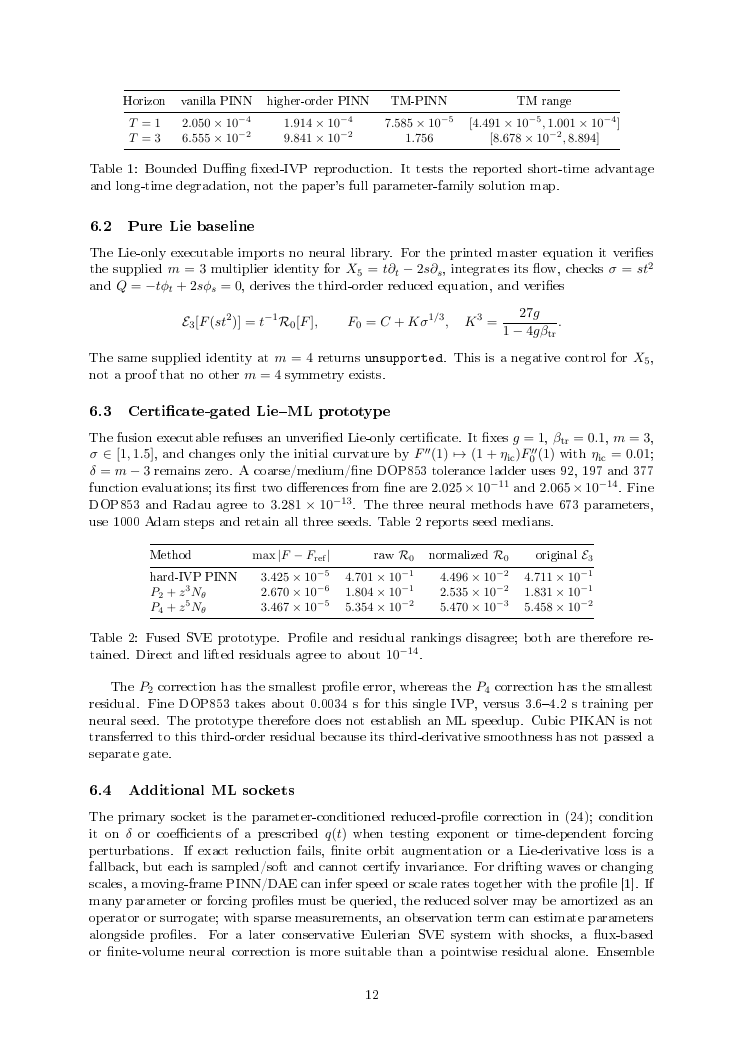 Horizon vanilla PINN higher-order PINN TM-PINN TM range
T = 1 2.050 × 10⁻⁴ 1.914 × 10⁻⁴ 7.585 × 10⁻⁵ [4.491 × 10⁻⁵, 1.001 × 10⁻⁴]
T = 3 6.555 × 10⁻² 9.841 × 10⁻² 1.756 [8.678 × 10⁻², 8.894]
Table 1: Bounded Duffing fixed-IVP reproduction. It tests the reported short-time advantage
and long-time degradation, not the paper's full parameter-family solution map.
6.2 Pure Lie baseline
The Lie-only executable imports no neural library. For the printed master equation it verifies
the supplied m = 3 multiplier identity for X₅ = t∂ₜ − 2s∂ₛ, integrates its flow, checks σ = st²
and Q = −tϕₜ + 2sϕₛ = 0, derives the third-order reduced equation, and verifies
ℰ₃[F(st²)] = t⁻¹ℛ₀[F], F₀ = C + Kσ^{1/3}, K³ = 27g / (1 − 4gβ_tr).
The same supplied identity at m = 4 returns unsupported. This is a negative control for X₅,
not a proof that no other m = 4 symmetry exists.
6.3 Certificate-gated Lie–ML prototype
The fusion executable refuses an unverified Lie-only certificate. It fixes g = 1, β_tr = 0.1, m = 3,
σ ∈ [1, 1.5], and changes only the initial curvature by F″(1) ↦ (1 + η_ic)F₀″(1) with η_ic = 0.01;
δ = m − 3 remains zero. A coarse/medium/fine DOP853 tolerance ladder uses 92, 197 and 377
function evaluations; its first two differences from fine are 2.025 × 10⁻¹¹ and 2.065 × 10⁻¹⁴. Fine
DOP853 and Radau agree to 3.281 × 10⁻¹³. The three neural methods have 673 parameters,
use 1000 Adam steps and retain all three seeds. Table 2 reports seed medians.
Method max |F − F_ref| raw ℛ₀ normalized ℛ₀ original ℰ₃
hard-IVP PINN 3.425 × 10⁻⁵ 4.701 × 10⁻¹ 4.496 × 10⁻² 4.711 × 10⁻¹
P₂ + z³N_θ 2.670 × 10⁻⁶ 1.804 × 10⁻¹ 2.535 × 10⁻² 1.831 × 10⁻¹
P₄ + z⁵N_θ 3.467 × 10⁻⁵ 5.354 × 10⁻² 5.470 × 10⁻³ 5.458 × 10⁻²
Table 2: Fused SVE prototype. Profile and residual rankings disagree; both are therefore re-
tained. Direct and lifted residuals agree to about 10⁻¹⁴.
The P₂ correction has the smallest profile error, whereas the P₄ correction has the smallest
residual. Fine DOP853 takes about 0.0034 s for this single IVP, versus 3.6–4.2 s training per
neural seed. The prototype therefore does not establish an ML speedup. Cubic PIKAN is not
transferred to this third-order residual because its third-derivative smoothness has not passed a
separate gate.
6.4 Additional ML sockets
The primary socket is the parameter-conditioned reduced-profile correction in (24); condition
it on δ or coefficients of a prescribed q(t) when testing exponent or time-dependent forcing
perturbations. If exact reduction fails, finite orbit augmentation or a Lie-derivative loss is a
fallback, but each is sampled/soft and cannot certify invariance. For drifting waves or changing
scales, a moving-frame PINN/DAE can infer speed or scale rates together with the profile [1]. If
many parameter or forcing profiles must be queried, the reduced solver may be amortized as an
operator or surrogate; with sparse measurements, an observation term can estimate parameters
alongside profiles. For a later conservative Eulerian SVE system with shocks, a flux-based
or finite-volume neural correction is more suitable than a pointwise residual alone. Ensemble
12